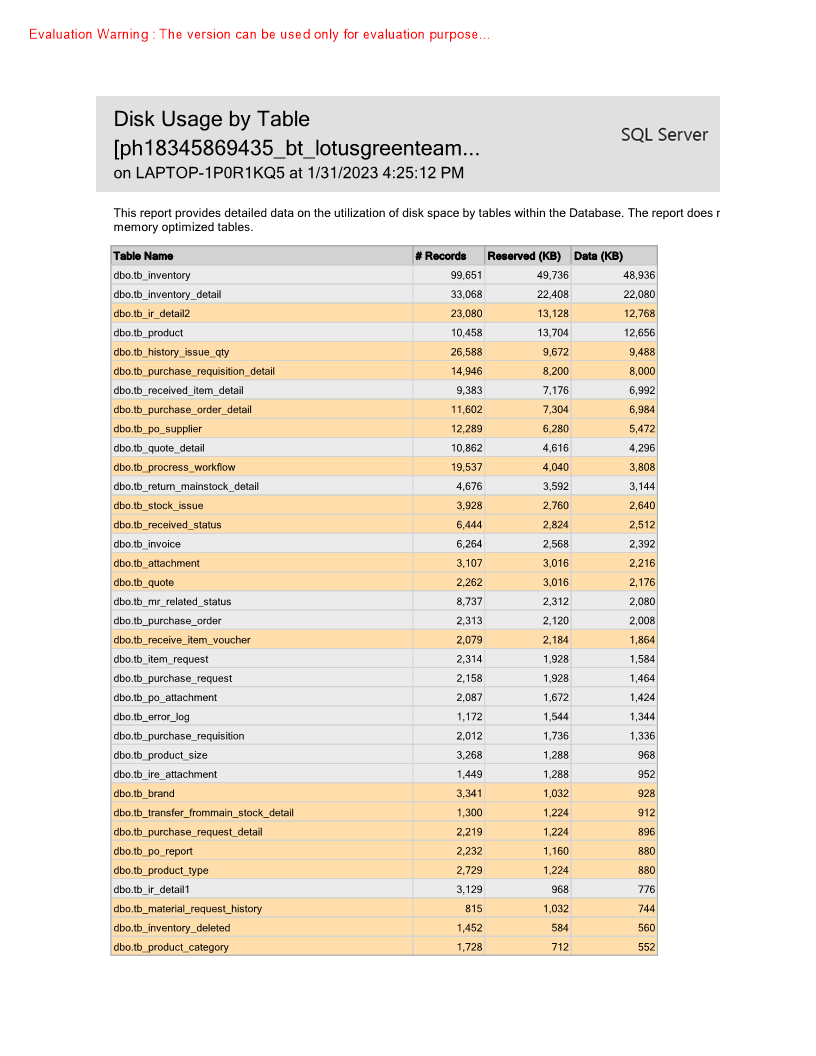 Evaluation Warning : The version can be used only for evaluation purpose...
Disk Usage by Table
[ph18345869435_bt_lotusgreenteam...
SQL Server
on LAPTOP-1P0R1KQ5 at 1/31/2023 4:25:12 PM
This report provides detailed data on the utilization of disk space by tables within the Database. The report does r
memory optimized tables.
Table Name # Records Reserved (KB) Data (KB)
dbo.tb_inventory 99,651 49,736 48,936
dbo.tb_inventory_detail 33,068 22,408 22,080
dbo.tb_ir_detail2 23,080 13,128 12,768
dbo.tb_product 10,458 13,704 12,656
dbo.tb_history_issue_qty 26,588 9,672 9,488
dbo.tb_purchase_requisition_detail 14,946 8,200 8,000
dbo.tb_received_item_detail 9,383 7,176 6,992
dbo.tb_purchase_order_detail 11,602 7,304 6,984
dbo.tb_po_supplier 12,289 6,280 5,472
dbo.tb_quote_detail 10,862 4,616 4,296
dbo.tb_procress_workflow 19,537 4,040 3,808
dbo.tb_return_mainstock_detail 4,676 3,592 3,144
dbo.tb_stock_issue 3,928 2,760 2,640
dbo.tb_received_status 6,444 2,824 2,512
dbo.tb_invoice 6,264 2,568 2,392
dbo.tb_attachment 3,107 3,016 2,216
dbo.tb_quote 2,262 3,016 2,176
dbo.tb_mr_related_status 8,737 2,312 2,080
dbo.tb_purchase_order 2,313 2,120 2,008
dbo.tb_receive_item_voucher 2,079 2,184 1,864
dbo.tb_item_request 2,314 1,928 1,584
dbo.tb_purchase_request 2,158 1,928 1,464
dbo.tb_po_attachment 2,087 1,672 1,424
dbo.tb_error_log 1,172 1,544 1,344
dbo.tb_purchase_requisition 2,012 1,736 1,336
dbo.tb_product_size 3,268 1,288 968
dbo.tb_ire_attachment 1,449 1,288 952
dbo.tb_brand 3,341 1,032 928
dbo.tb_transfer_frommain_stock_detail 1,300 1,224 912
dbo.tb_purchase_request_detail 2,219 1,224 896
dbo.tb_po_report 2,232 1,160 880
dbo.tb_product_type 2,729 1,224 880
dbo.tb_ir_detail1 3,129 968 776
dbo.tb_material_request_history 815 1,032 744
dbo.tb_inventory_deleted 1,452 584 560
dbo.tb_product_category 1,728 712 552